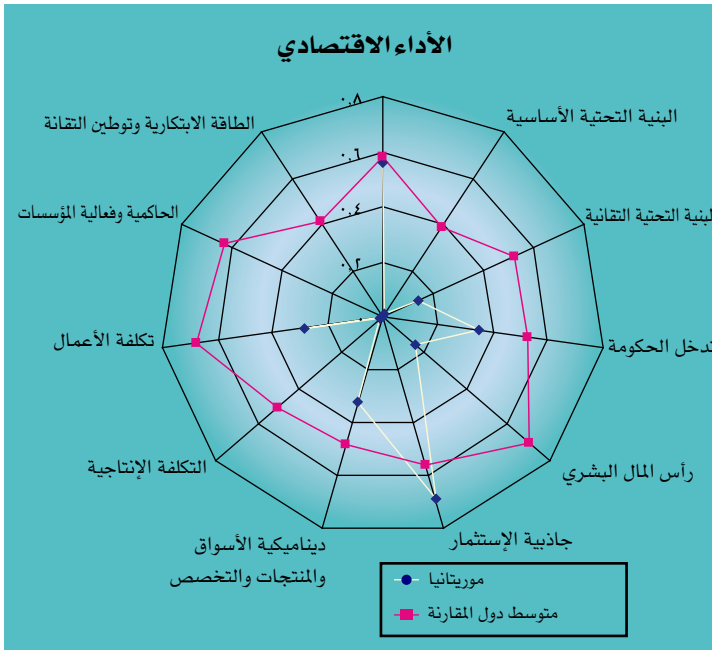 الأداء الاقتصادي
البنية التحتية الأساسية
البنية التحتية التقانية
تدخل الحكومة
رأس المال البشري
جاذبية الإستثمار
ديناميكية الأسواق
والمنتجات والتخصص
التكلفة الإنتاجية
تكلفة الأعمال
الحاكمية وفعالية المؤسسات
الطاقة الابتكارية وتوطين التقانة
٠,٨
٠,٦
٠,٤
٠,٢
٠
موريتانيا
متوسط دول المقارنة